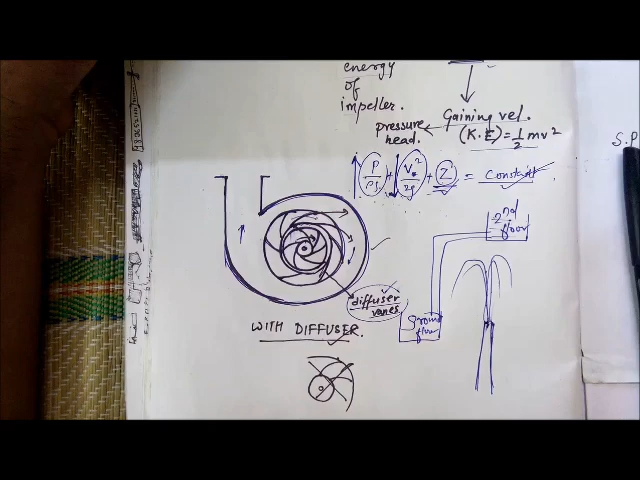 energy
of
impeller.
Gaining vel.
(K.E) = 1/2 mv²
pressure
head.
P/ρg + V²/2g + Z = Constant
S.P
2nd
floor
diffuser
vanes
Ground
floor
WITH DIFFUSER.